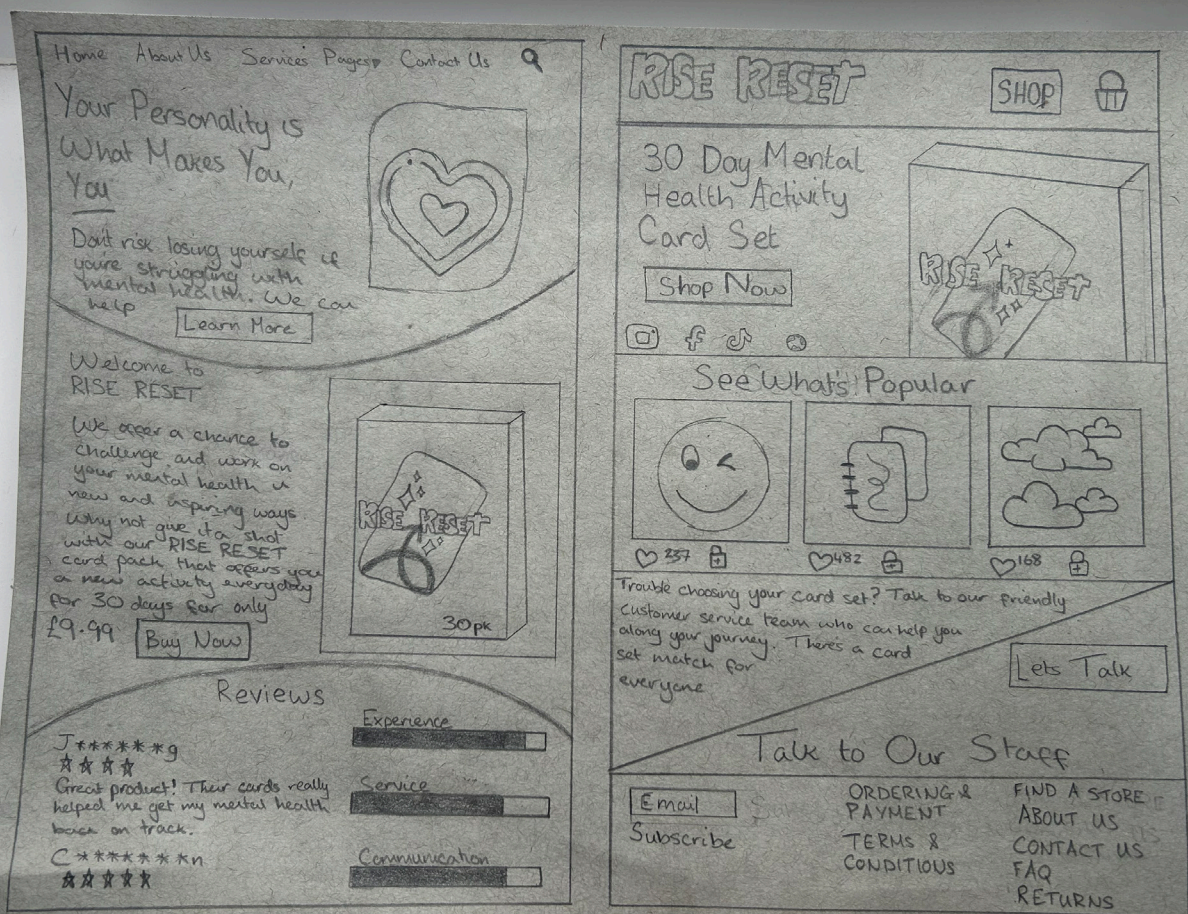 Home About Us Services Pages Contact Us
Your Personality is
What Makes You,
You
Don't risk losing yourself if
you're struggling with
mental health. We can
help
Learn More
Welcome to
RISE RESET
We offer a chance to
challenge and work on
your mental health in
new and inspiring ways.
Why not give it a shot
with our RISE RESET
card pack that offers you
a new activity everyday
for 30 days for only
£9.99
Buy Now
RISE RESET
30pk
Reviews
J******g
Great product! Their cards really
helped me get my mental health
back on track.
C*******n
Experience
Service
Communication
RISE RESET
SHOP
30 Day Mental
Health Activity
Card Set
Shop Now
RISE RESET
See What's Popular
237
482
168
Trouble choosing your card set? Talk to our friendly
customer service team who can help you
along your journey. There's a card
set match for
everyone
Lets Talk
Talk to Our Staff
Email
Subscribe
ORDERING &
PAYMENT
TERMS &
CONDITIOUS
FIND A STORE
ABOUT US
CONTACT US
FAQ
RETURNS